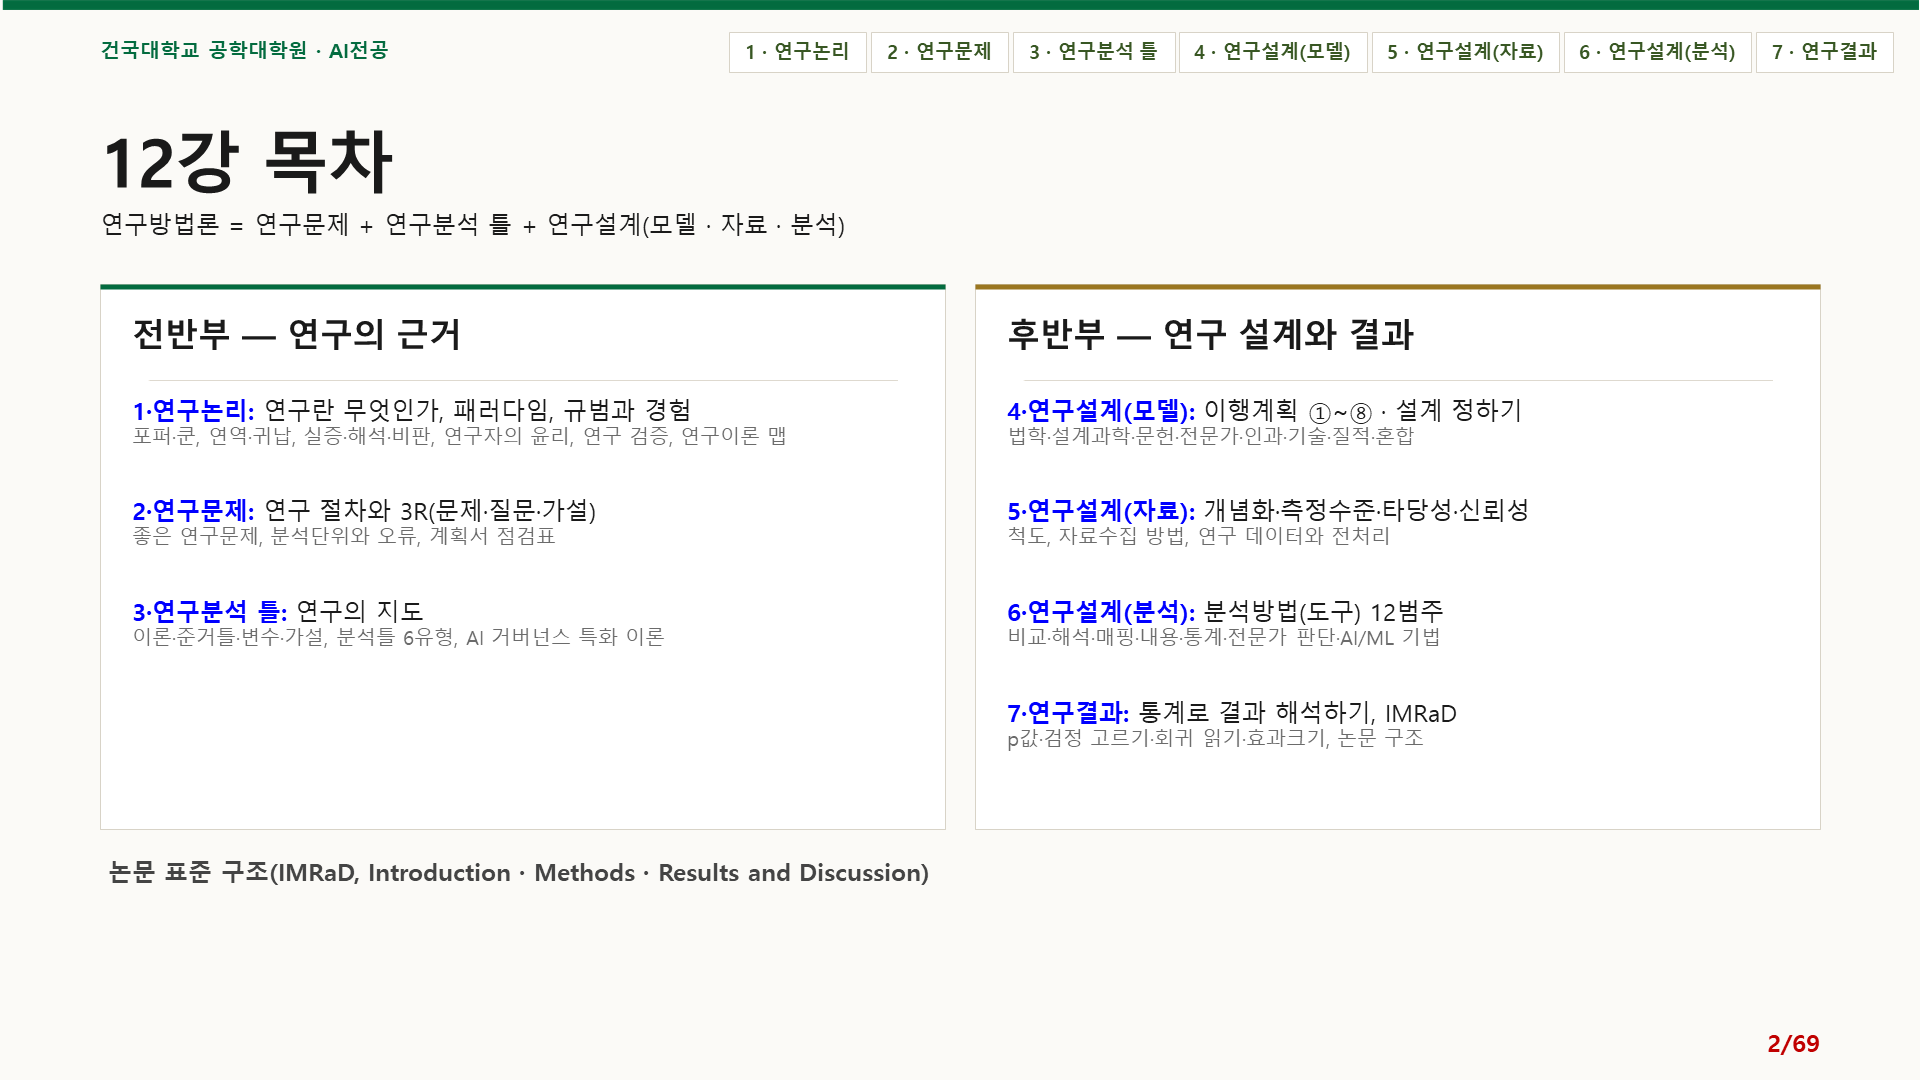 건국대학교 공학대학원 · AI전공
1 · 연구논리
2 · 연구문제
3 · 연구분석 틀
4 · 연구설계(모델)
5 · 연구설계(자료)
6 · 연구설계(분석)
7 · 연구결과
12강 목차
연구방법론 = 연구문제 + 연구분석 틀 + 연구설계(모델 · 자료 · 분석)
전반부 — 연구의 근거
1·연구논리: 연구란 무엇인가, 패러다임, 규범과 경험
포퍼·쿤, 연역·귀납, 실증·해석·비판, 연구자의 윤리, 연구 검증, 연구이론 맵
2·연구문제: 연구 절차와 3R(문제·질문·가설)
좋은 연구문제, 분석단위와 오류, 계획서 점검표
3·연구분석 틀: 연구의 지도
이론·준거틀·변수·가설, 분석틀 6유형, AI 거버넌스 특화 이론
후반부 — 연구 설계와 결과
4·연구설계(모델): 이행계획 ①~⑧ · 설계 정하기
법학·설계과학·문헌·전문가·인과·기술·질적·혼합
5·연구설계(자료): 개념화·측정수준·타당성·신뢰성
척도, 자료수집 방법, 연구 데이터와 전처리
6·연구설계(분석): 분석방법(도구) 12범주
비교·해석·매핑·내용·통계·전문가 판단·AI/ML 기법
7·연구결과: 통계로 결과 해석하기, IMRaD
p값·검정 고르기·회귀 읽기·효과크기, 논문 구조
논문 표준 구조(IMRaD, Introduction · Methods · Results and Discussion)
2/69